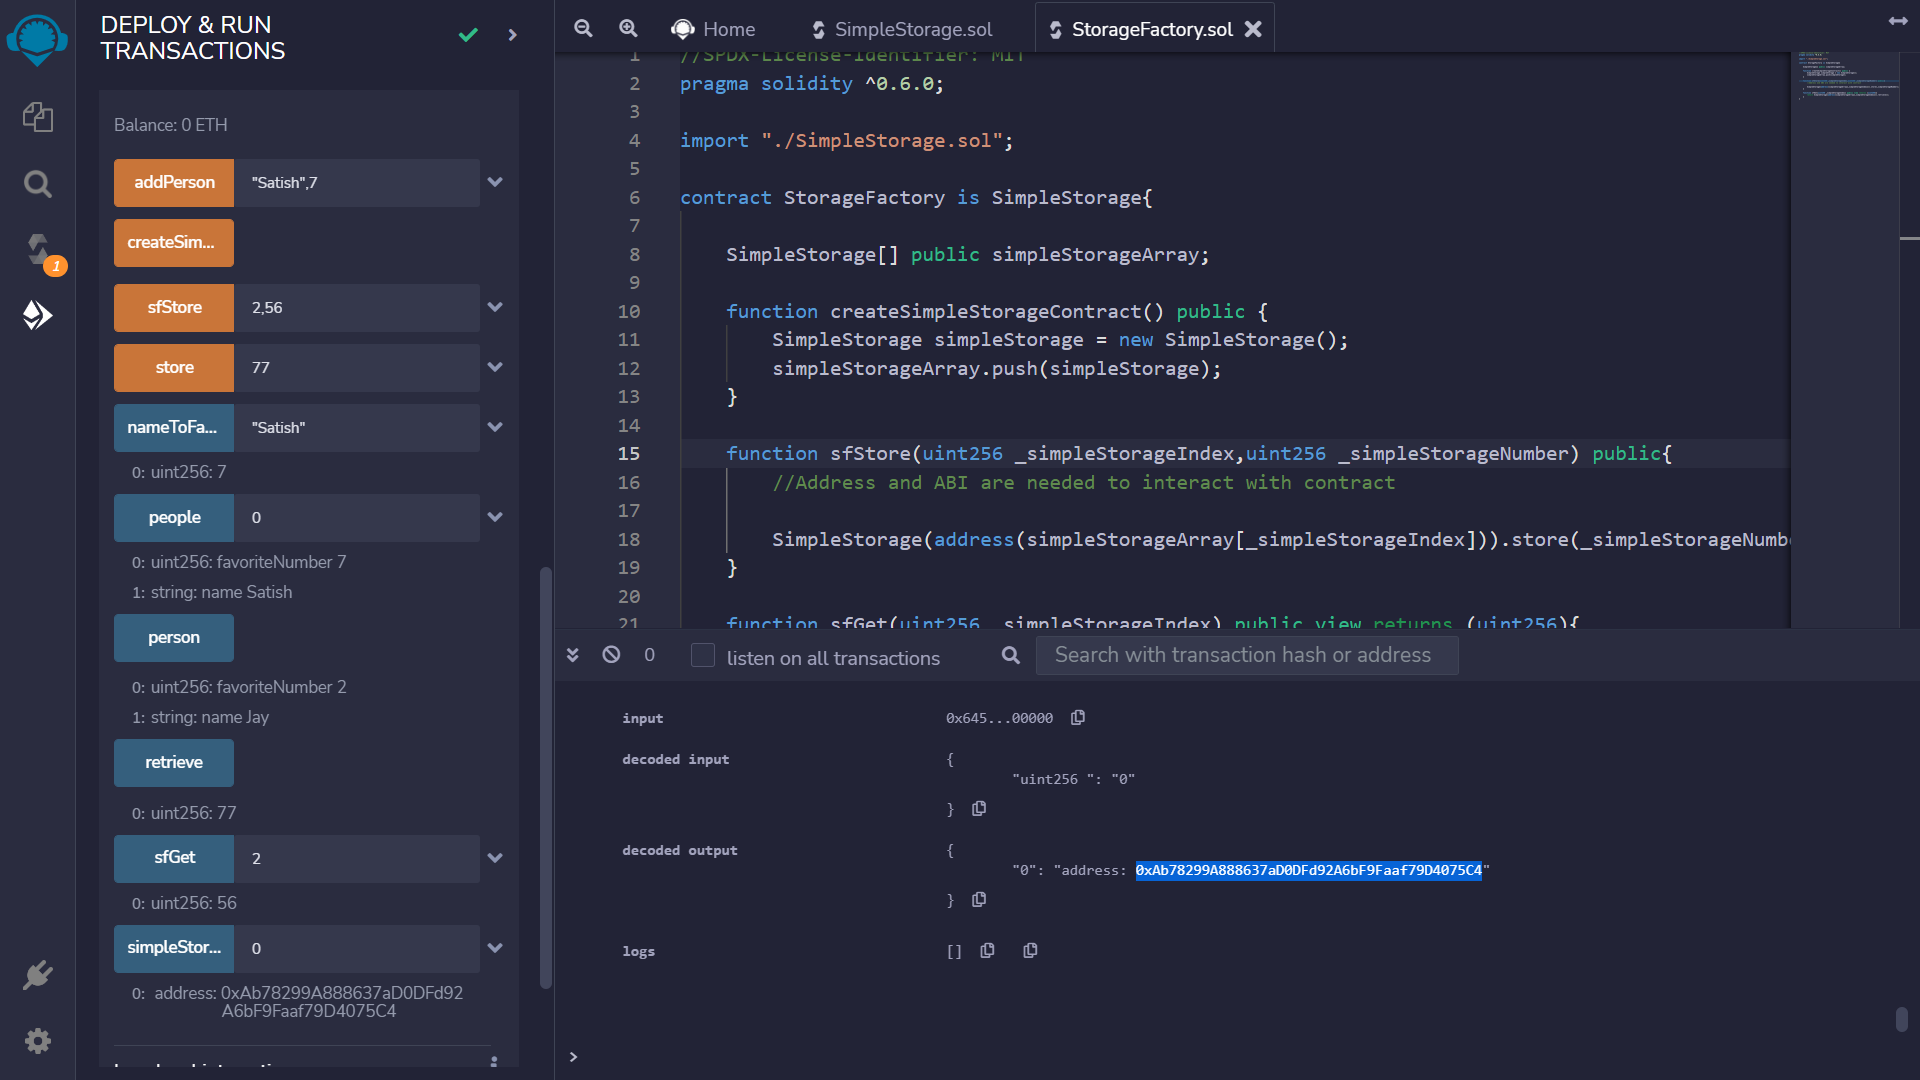 DEPLOY & RUN
TRANSACTIONS
Balance: 0 ETH
addPerson "Satish",7
createSim...
sfStore 2,56
store 77
nameToFa... "Satish"
0: uint256: 7
people 0
0: uint256: favoriteNumber 7
1: string: name Satish
person
0: uint256: favoriteNumber 2
1: string: name Jay
retrieve
0: uint256: 77
sfGet 2
0: uint256: 56
simpleStor... 0
0: address: 0xAb78299A888637aD0DFd92
A6bF9Faaf79D4075C4
1
Home SimpleStorage.sol StorageFactory.sol
1 //SPDX-License-Identifier: MIT
2 pragma solidity ^0.6.0;
3
4 import "./SimpleStorage.sol";
5
6 contract StorageFactory is SimpleStorage{
7
8 SimpleStorage[] public simpleStorageArray;
9
10 function createSimpleStorageContract() public {
11 SimpleStorage simpleStorage = new SimpleStorage();
12 simpleStorageArray.push(simpleStorage);
13 }
14
15 function sfStore(uint256 _simpleStorageIndex,uint256 _simpleStorageNumber) public{
16 //Address and ABI are needed to interact with contract
17
18 SimpleStorage(address(simpleStorageArray[_simpleStorageIndex])).store(_simpleStorageNumb
19 }
20
21 function sfGet(uint256 _simpleStorageIndex) public view returns (uint256){
0 listen on all transactions Search with transaction hash or address
input 0x645...00000
decoded input {
"uint256 ": "0"
}
decoded output {
"0": "address: 0xAb78299A888637aD0DFd92A6bF9Faaf79D4075C4"
}
logs []
>